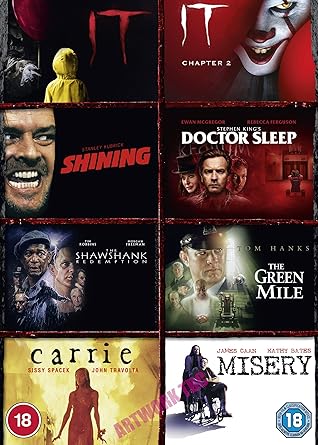 IT
IT
CHAPTER 2
STANLEY KUBRICK
SHINING
EWAN McGREGOR REBECCA FERGUSON
STEPHEN KING'S
DOCTOR SLEEP
TIM ROBBINS MORGAN FREEMAN
THE
SHAWSHANK
REDEMPTION
TOM HANKS
THE
GREEN
MILE
carrie
SISSY SPACEK JOHN TRAVOLTA
JAMES CAAN KATHY BATES
MISERY
18
18